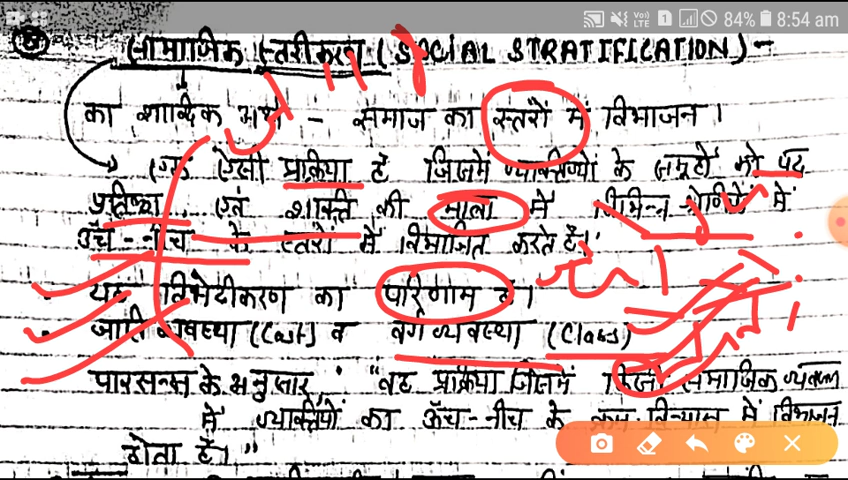 84% 8:54 am
सामाजिक स्तरीकरण (SOCIAL STRATIFICATION) -
का शाब्दिक अर्थ - समाज का स्तरों में विभाजन ।
एक ऐसी प्रक्रिया है जिसमें व्यक्तियों के समूहों को पद
प्रतिष्ठा एवं शक्ति की मात्रा में विभिन्न श्रेणियों में
ऊँच-नीच के स्तरों में विभाजित करते हैं।
यह विभेदीकरण का परिणाम है।
जाति व्यवस्था (Cast) व वर्ग व्यवस्था (Class)
पारसन्स के अनुसार : "वह प्रक्रिया जिसमें किसी सामाजिक व्यवस्था
में व्यक्तियों का ऊँच-नीच के क्रम विन्यास में विभाजन
होता है।"